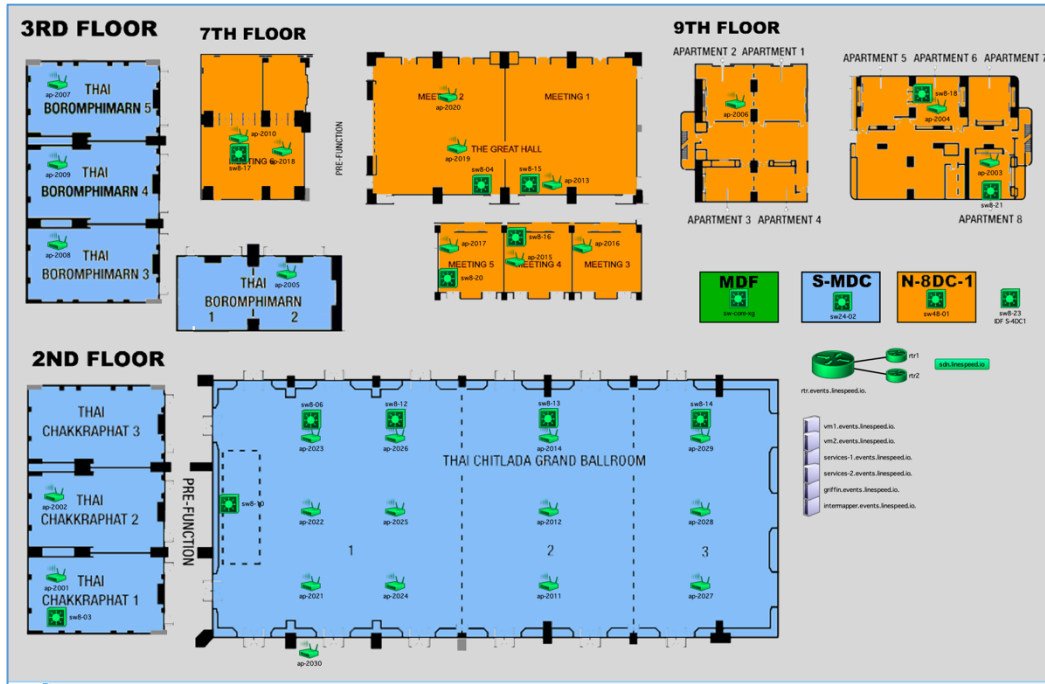 3RD FLOOR
THAI
BOROMPHIMARN 5
ap-2007
THAI
BOROMPHIMARN 4
ap-2009
THAI
BOROMPHIMARN 3
ap-2008
7TH FLOOR
ap-2010
ap-2018
MEETING 6
sw8-17
THAI
BOROMPHIMARN
1
2
ap-2005
PRE-FUNCTION
MEETING 2
ap-2020
MEETING 1
THE GREAT HALL
ap-2019
sw8-04
sw8-15
ap-2013
ap-2017
MEETING 5
sw8-20
sw8-16
ap-2015
MEETING 4
ap-2016
MEETING 3
9TH FLOOR
APARTMENT 2
APARTMENT 1
ap-2006
APARTMENT 3
APARTMENT 4
APARTMENT 5
APARTMENT 6
APARTMENT 7
sw8-18
ap-2004
ap-2003
sw8-21
APARTMENT 8
MDF
sw-core-xg
S-MDC
sw24-02
N-8DC-1
sw48-01
sw8-23
IDF S-4DC1
rtr.events.linespeed.io.
rtr1
rtr2
sdn.linespeed.io
vm1.events.linespeed.io.
vm2.events.linespeed.io.
services-1.events.linespeed.io.
services-2.events.linespeed.io.
griffin.events.linespeed.io.
intermapper.events.linespeed.io.
2ND FLOOR
THAI
CHAKKRAPHAT 3
THAI
CHAKKRAPHAT 2
ap-2002
THAI
CHAKKRAPHAT 1
ap-2001
sw8-03
PRE-FUNCTION
sw8-06
ap-2023
sw8-12
ap-2026
sw8-13
ap-2014
sw8-14
ap-2029
THAI CHITLADA GRAND BALLROOM
sw8-10
ap-2022
ap-2025
ap-2012
ap-2028
1
2
3
ap-2021
ap-2024
ap-2011
ap-2027
ap-2030